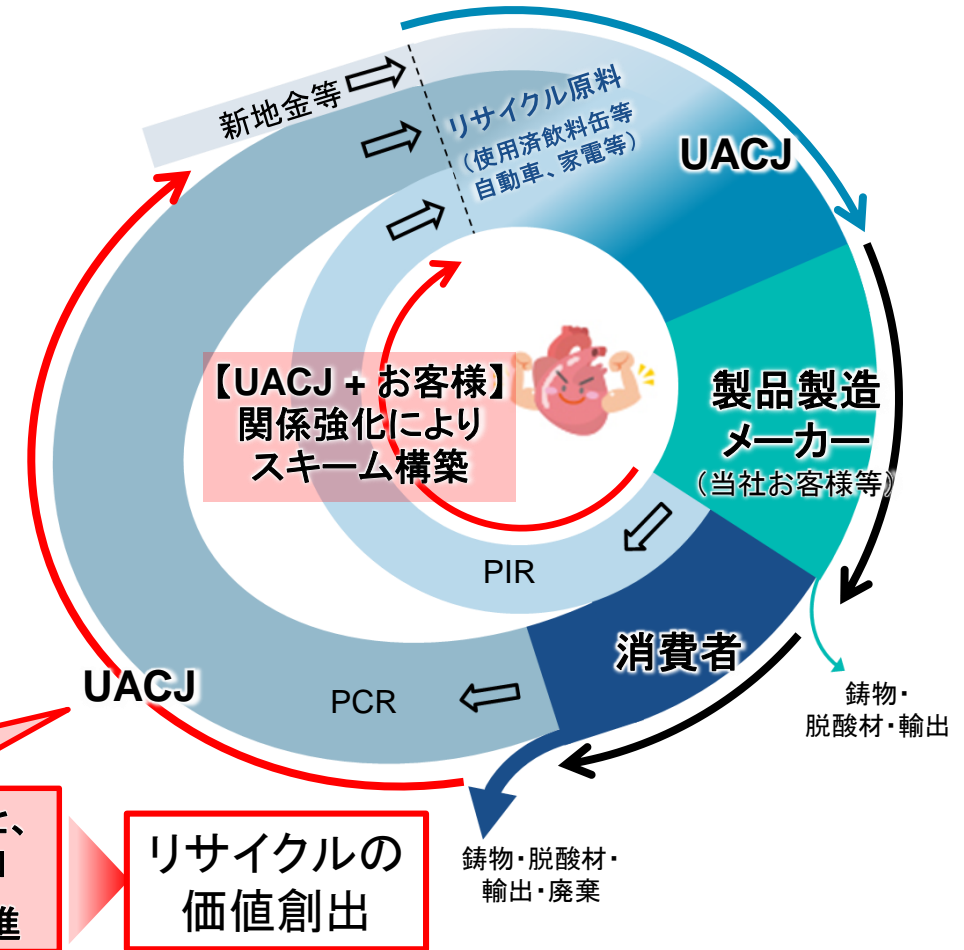 新地金等
リサイクル原料
（使用済飲料缶等
自動車、家電等）
UACJ
【UACJ + お客様】
関係強化により
スキーム構築
製品製造
メーカー
（当社お客様等）
PIR
消費者
UACJ
PCR
鋳物・
脱酸材・輸出
進
リサイクルの
価値創出
鋳物・脱酸材・
輸出・廃棄